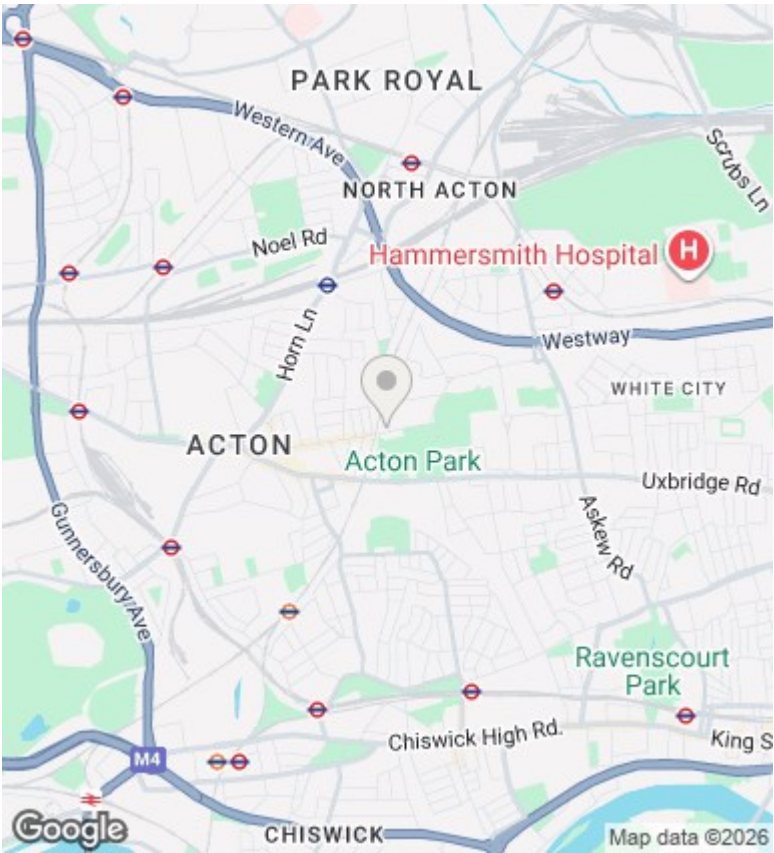 PARK ROYAL
Western Ave
Scrubs Ln
NORTH ACTON
Noel Rd
Hammersmith Hospital
H
Horn Ln
Westway
WHITE CITY
ACTON
Acton Park
Uxbridge Rd
Askew Rd
Gunnersbury Ave
Ravenscourt
Park
Chiswick High Rd.
King S
M4
Google
CHISWICK
Map data ©2026